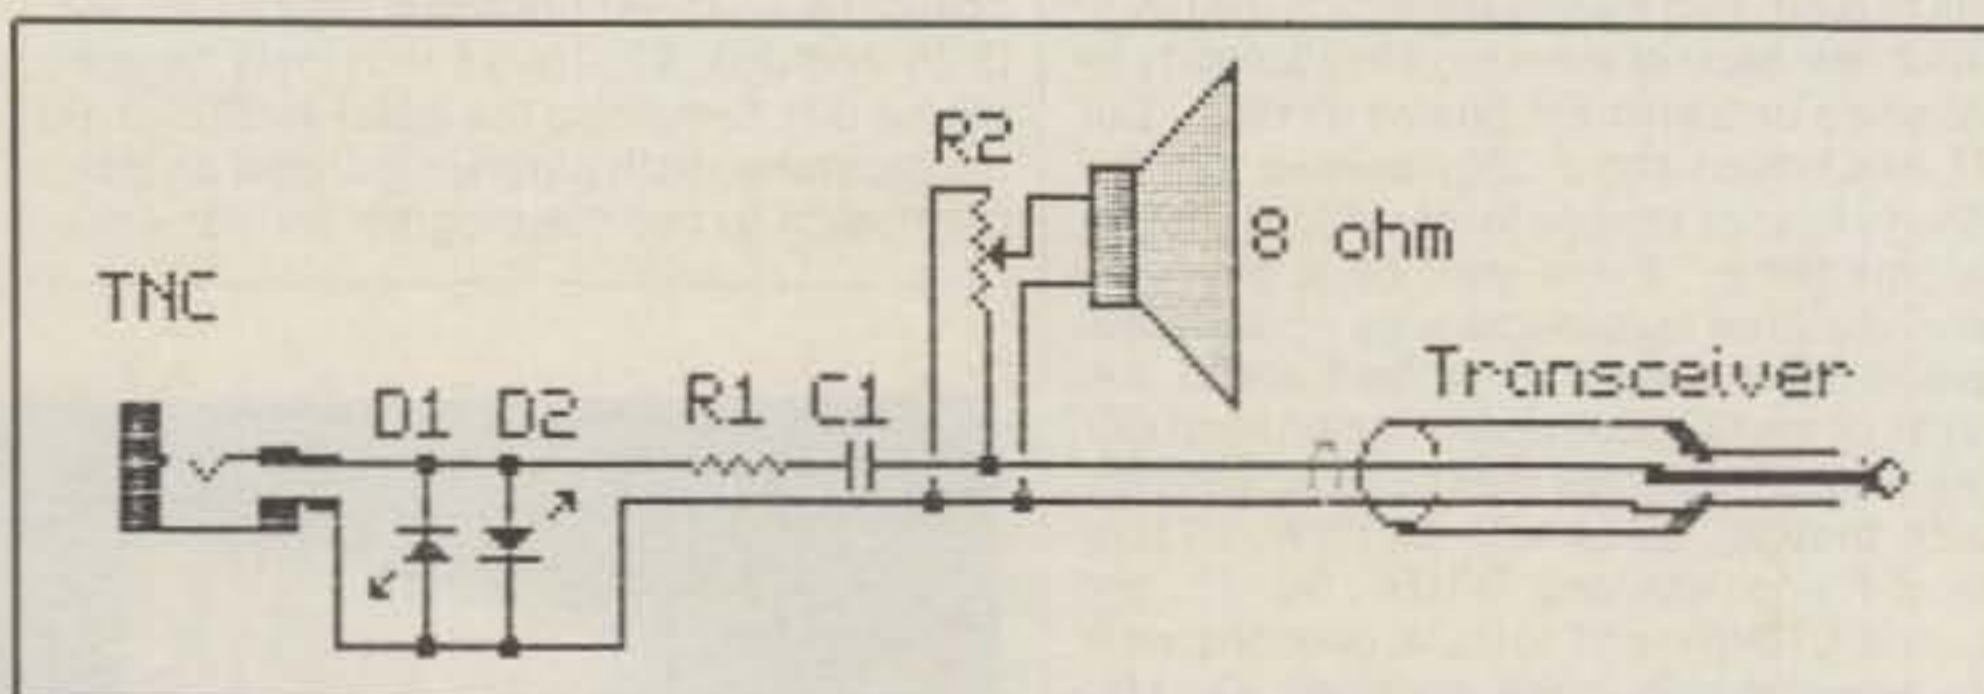 R2
8 ohm
TNC
Transceiver
D1 D2 R1 C1